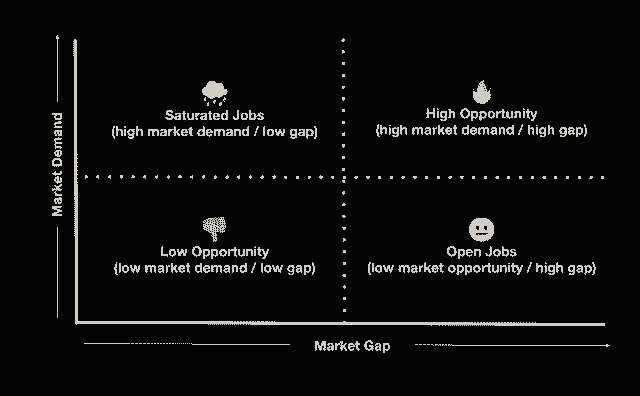 Market Demand
Saturated Jobs
(high market demand / low gap)
High Opportunity
(high market demand / high gap)
Low Opportunity
(low market demand / low gap)
Open Jobs
(low market opportunity / high gap)
Market Gap